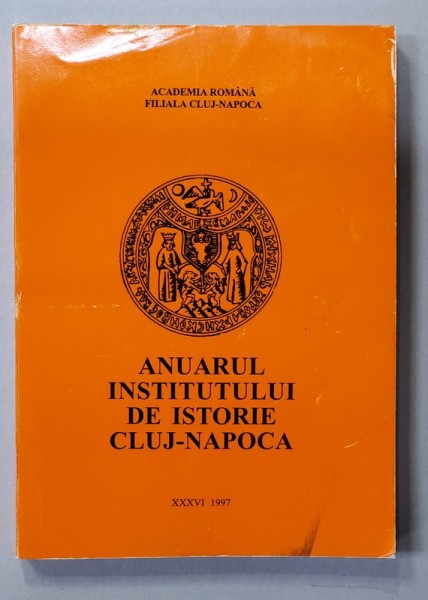 ACADEMIA ROMÂNĂ
FILIALA CLUJ-NAPOCA
ANUARUL
INSTITUTULUI
DE ISTORIE
CLUJ-NAPOCA
XXXVI 1997